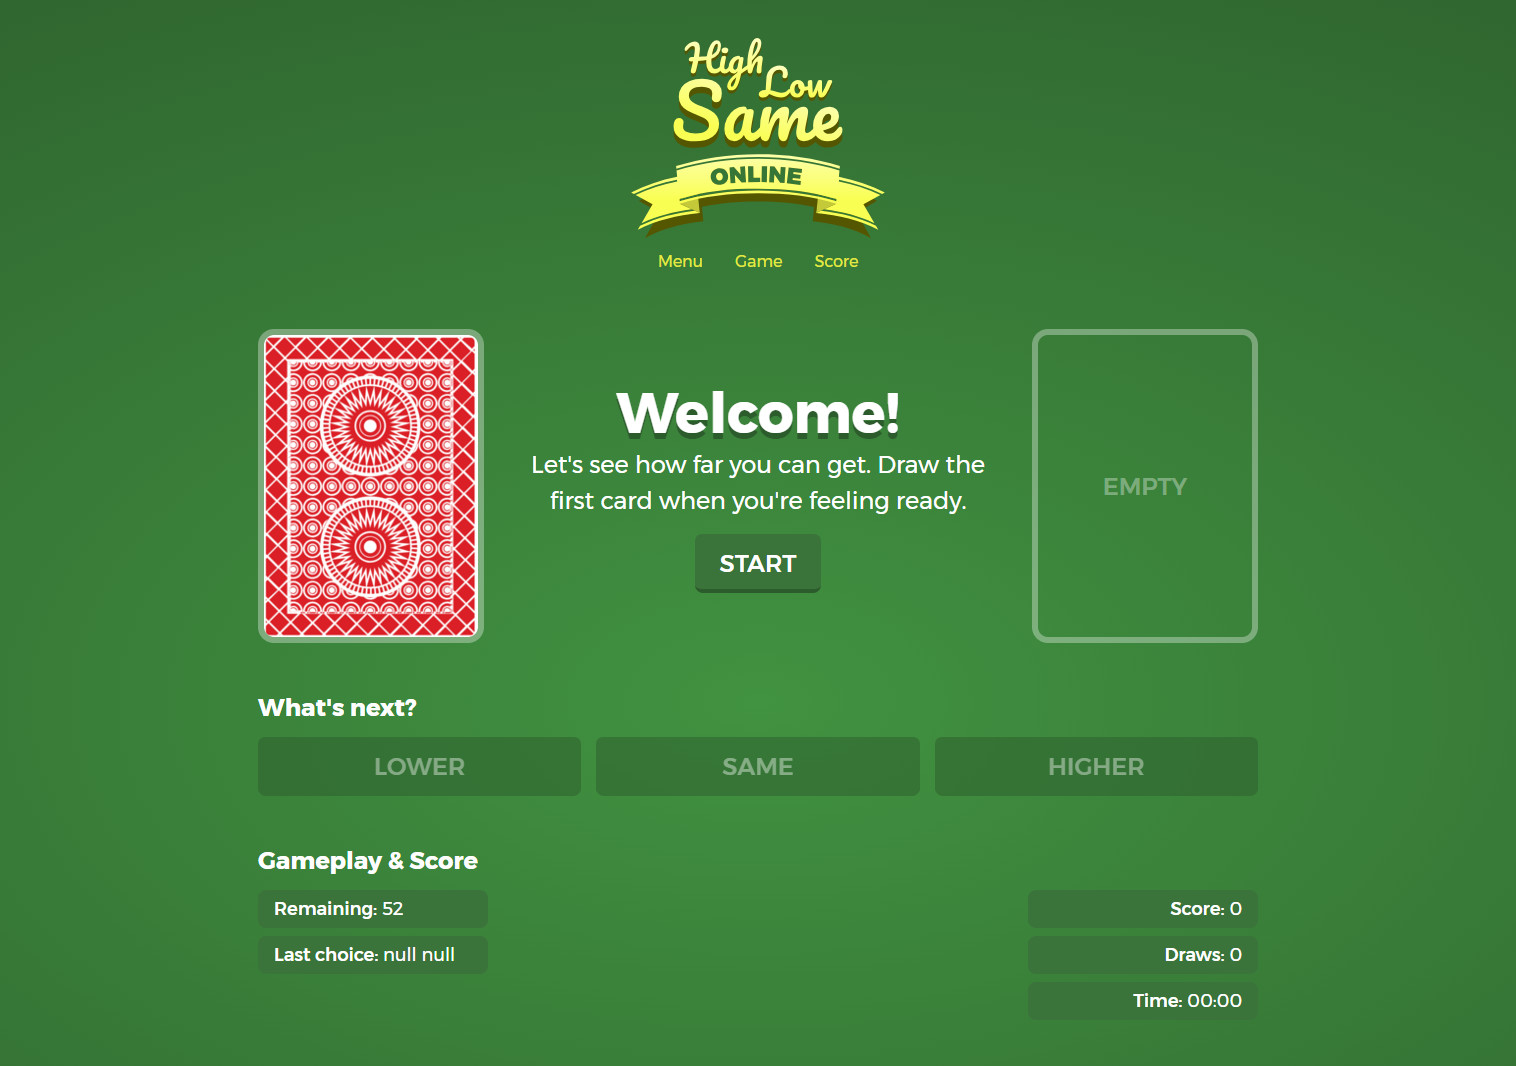 High
Low
Same
ONLINE
Menu Game Score
Welcome!
Let's see how far you can get. Draw the
first card when you're feeling ready.
EMPTY
START
What's next?
LOWER SAME HIGHER
Gameplay & Score
Remaining: 52 Score: 0
Last choice: null null Draws: 0
Time: 00:00